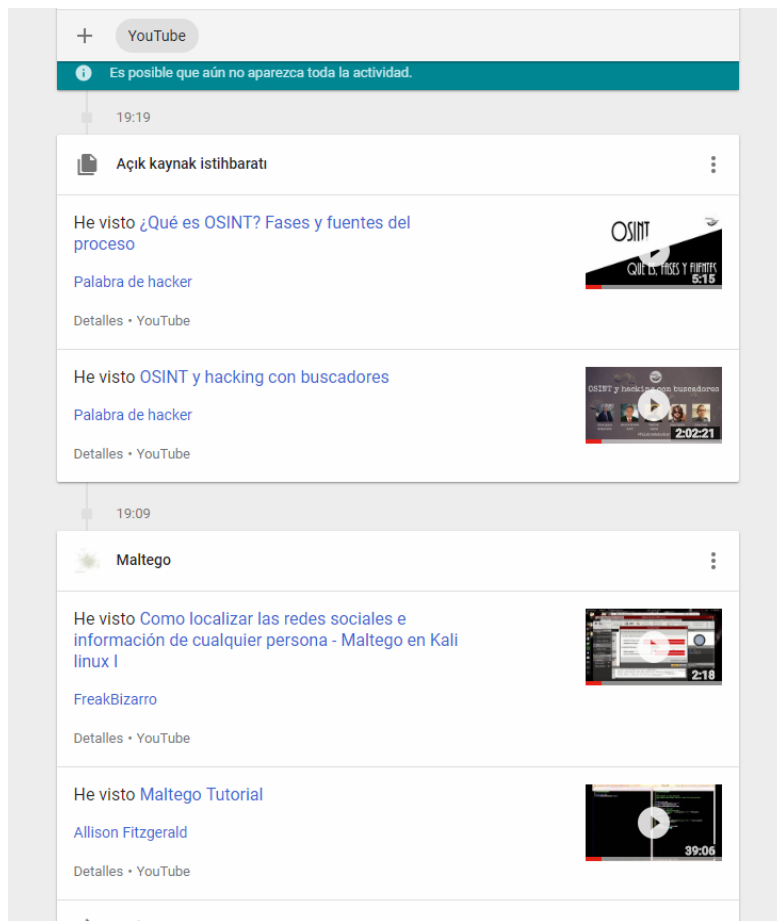 YouTube
Es posible que aún no aparezca toda la actividad.
19:19
Açık kaynak istihbaratı
He visto ¿Qué es OSINT? Fases y fuentes del
proceso
Palabra de hacker
Detalles • YouTube
OSINT
QUÉ ES, FASES Y FUENTES
5:15
He visto OSINT y hacking con buscadores
Palabra de hacker
Detalles • YouTube
OSINT y hacking con buscadores
2:02:21
19:09
Maltego
He visto Como localizar las redes sociales e
información de cualquier persona - Maltego en Kali
linux I
FreakBizarro
Detalles • YouTube
2:18
He visto Maltego Tutorial
Allison Fitzgerald
Detalles • YouTube
39:06